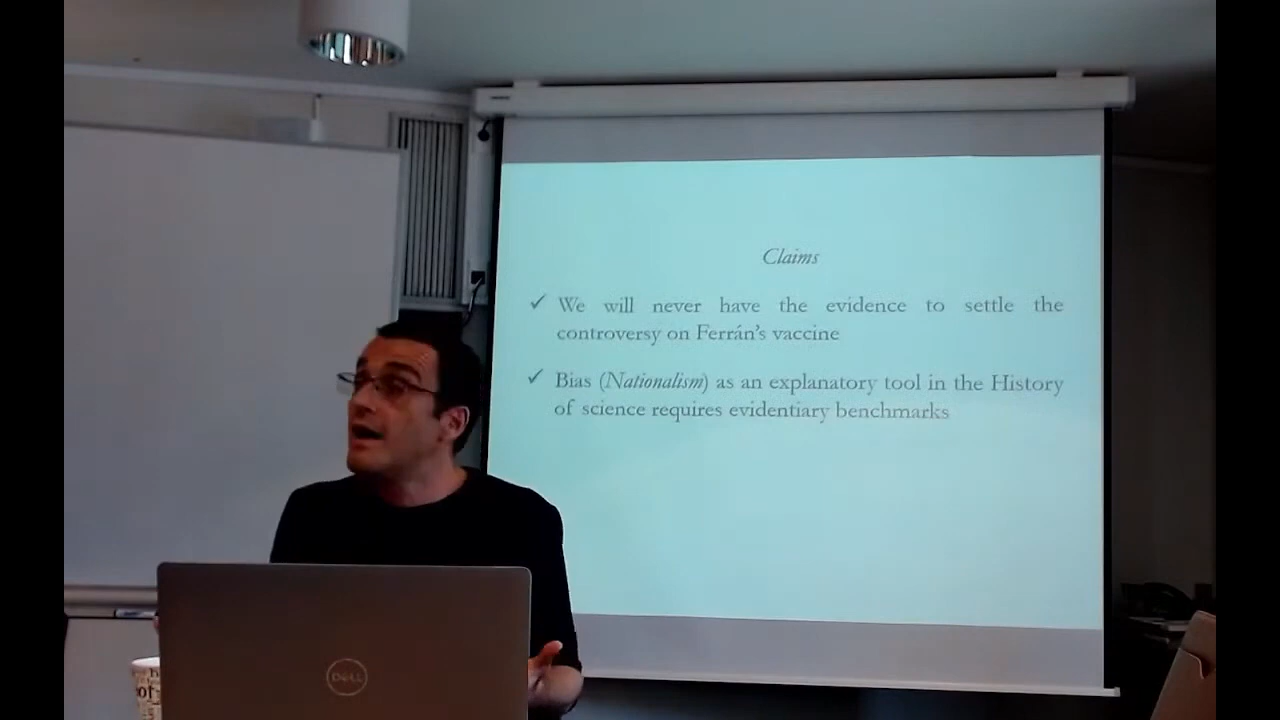 Claims
✓ We will never have the evidence to settle the
controversy on Ferrán's vaccine
✓ Bias (Nationalism) as an explanatory tool in the History
of science requires evidentiary benchmarks
DELL
of